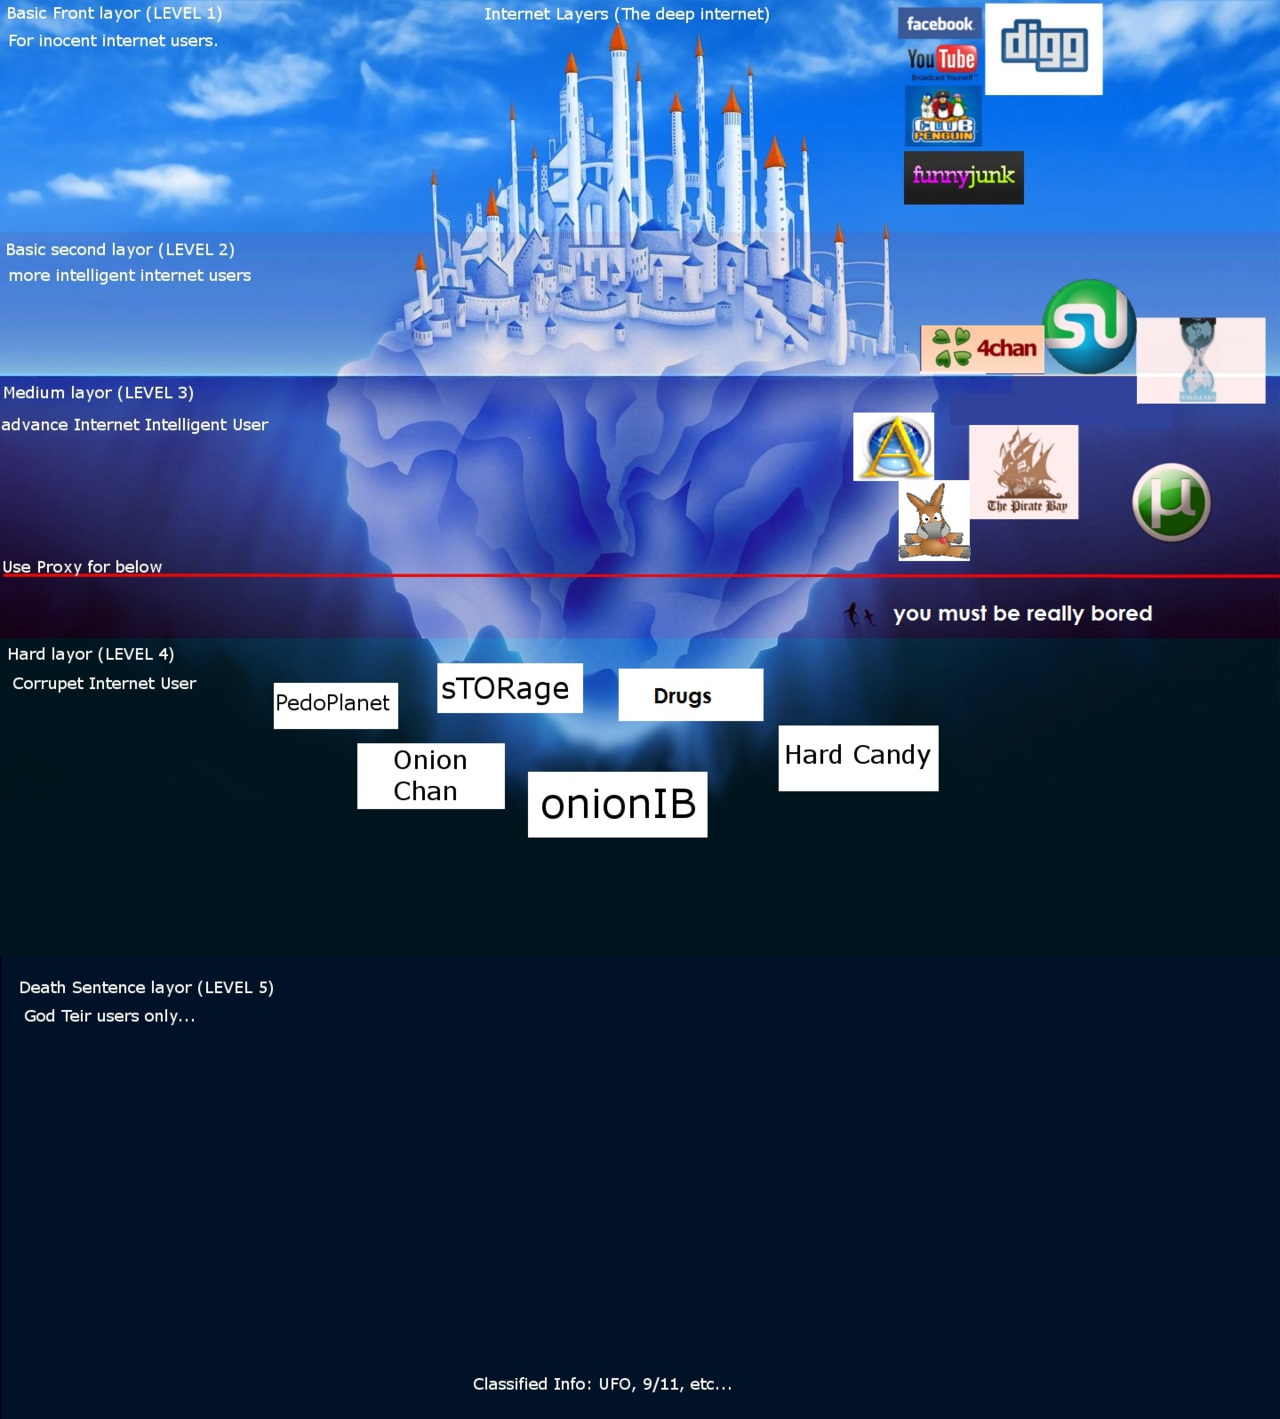 Basic Front layor (LEVEL 1)
For inocent internet users.
Internet Layers (The deep internet)
facebook
digg
YouTube
Broadcast Yourself™
CLUB
PENGUIN
funnyjunk
Basic second layor (LEVEL 2)
more intelligent internet users
4chan
SU
WIKILEAKS
Medium layor (LEVEL 3)
advance Internet Intelligent User
A
The Pirate Bay
µ
Use Proxy for below
you must be really bored
Hard layor (LEVEL 4)
Corrupet Internet User
PedoPlanet
sTORage
Drugs
Hard Candy
Onion
Chan
onionIB
Death Sentence layor (LEVEL 5)
God Teir users only...
Classified Info: UFO, 9/11, etc...